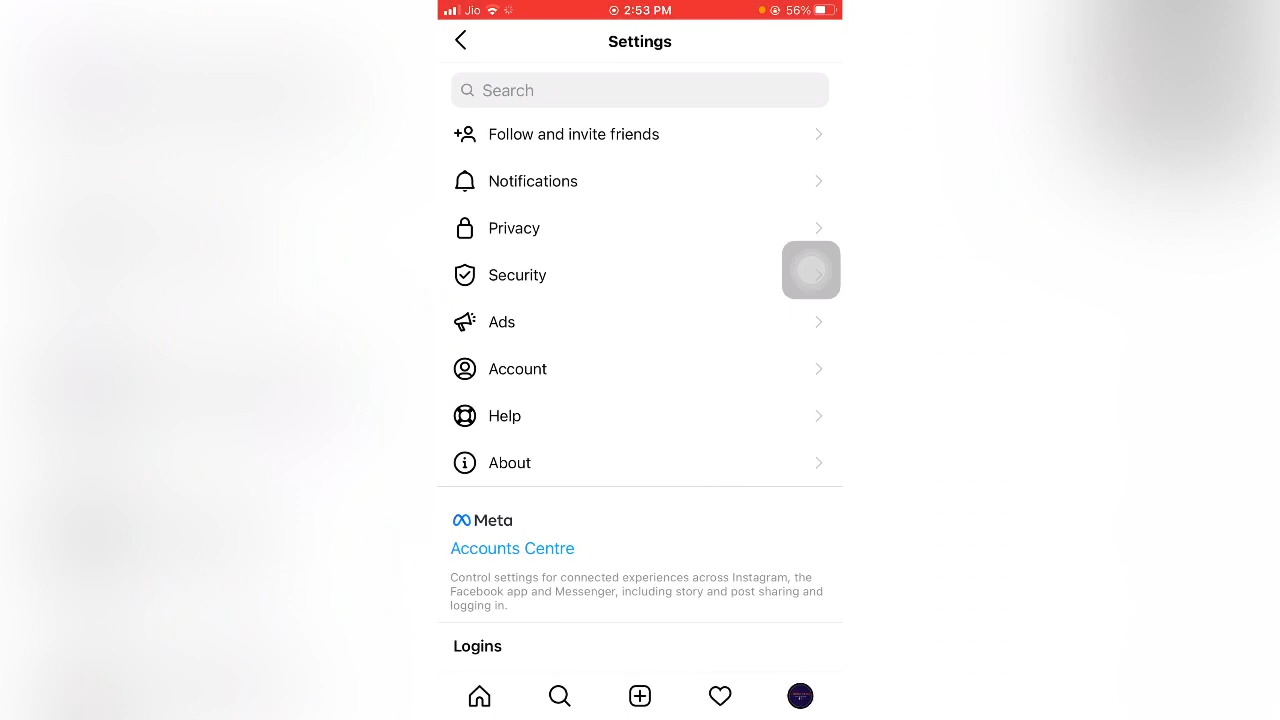 Jio 2:53 PM 56%
Settings
Search
Follow and invite friends
Notifications
Privacy
Security
Ads
Account
Help
About
Meta
Accounts Centre
Control settings for connected experiences across Instagram, the
Facebook app and Messenger, including story and post sharing and
logging in.
Logins